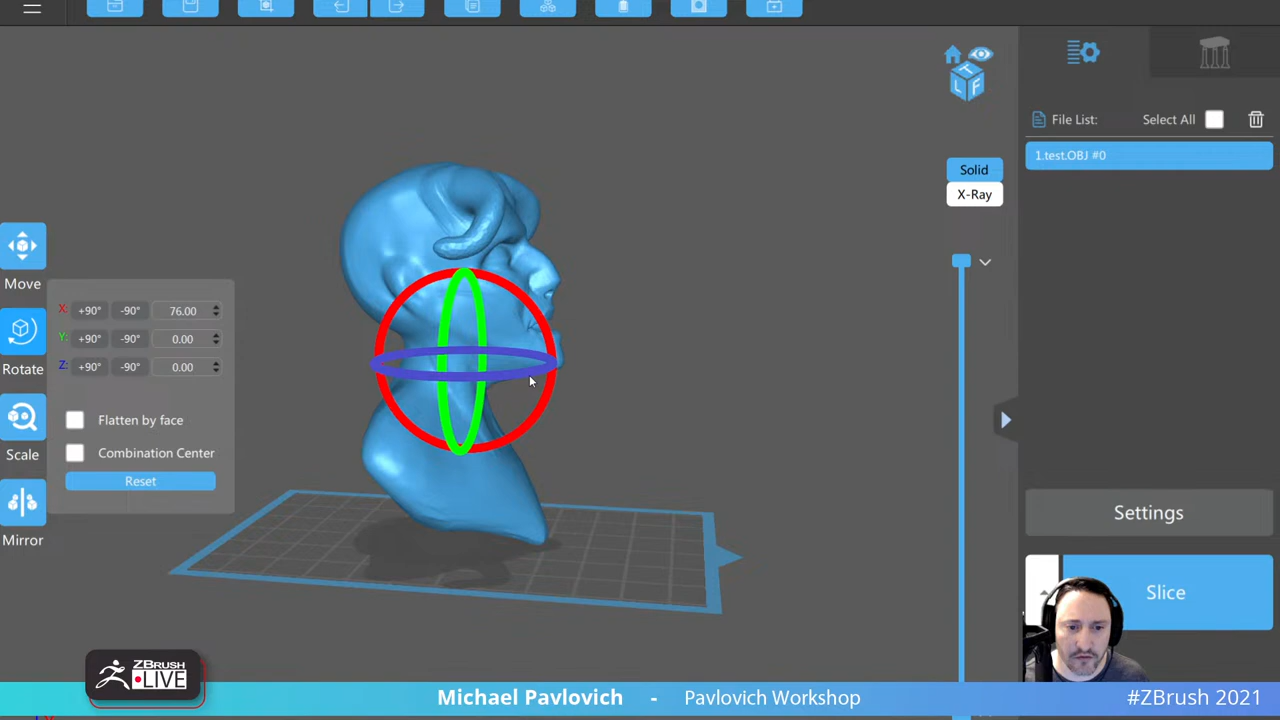 T
L F
File List: Select All
1.test.OBJ #0
Solid
X-Ray
Move
X: +90° -90° 76.00
Y: +90° -90° 0.00
Z: +90° -90° 0.00
Rotate
Flatten by face
Scale
Combination Center
Reset
Mirror
Settings
Slice
ZBRUSH
LIVE
Michael Pavlovich - Pavlovich Workshop #ZBrush 2021